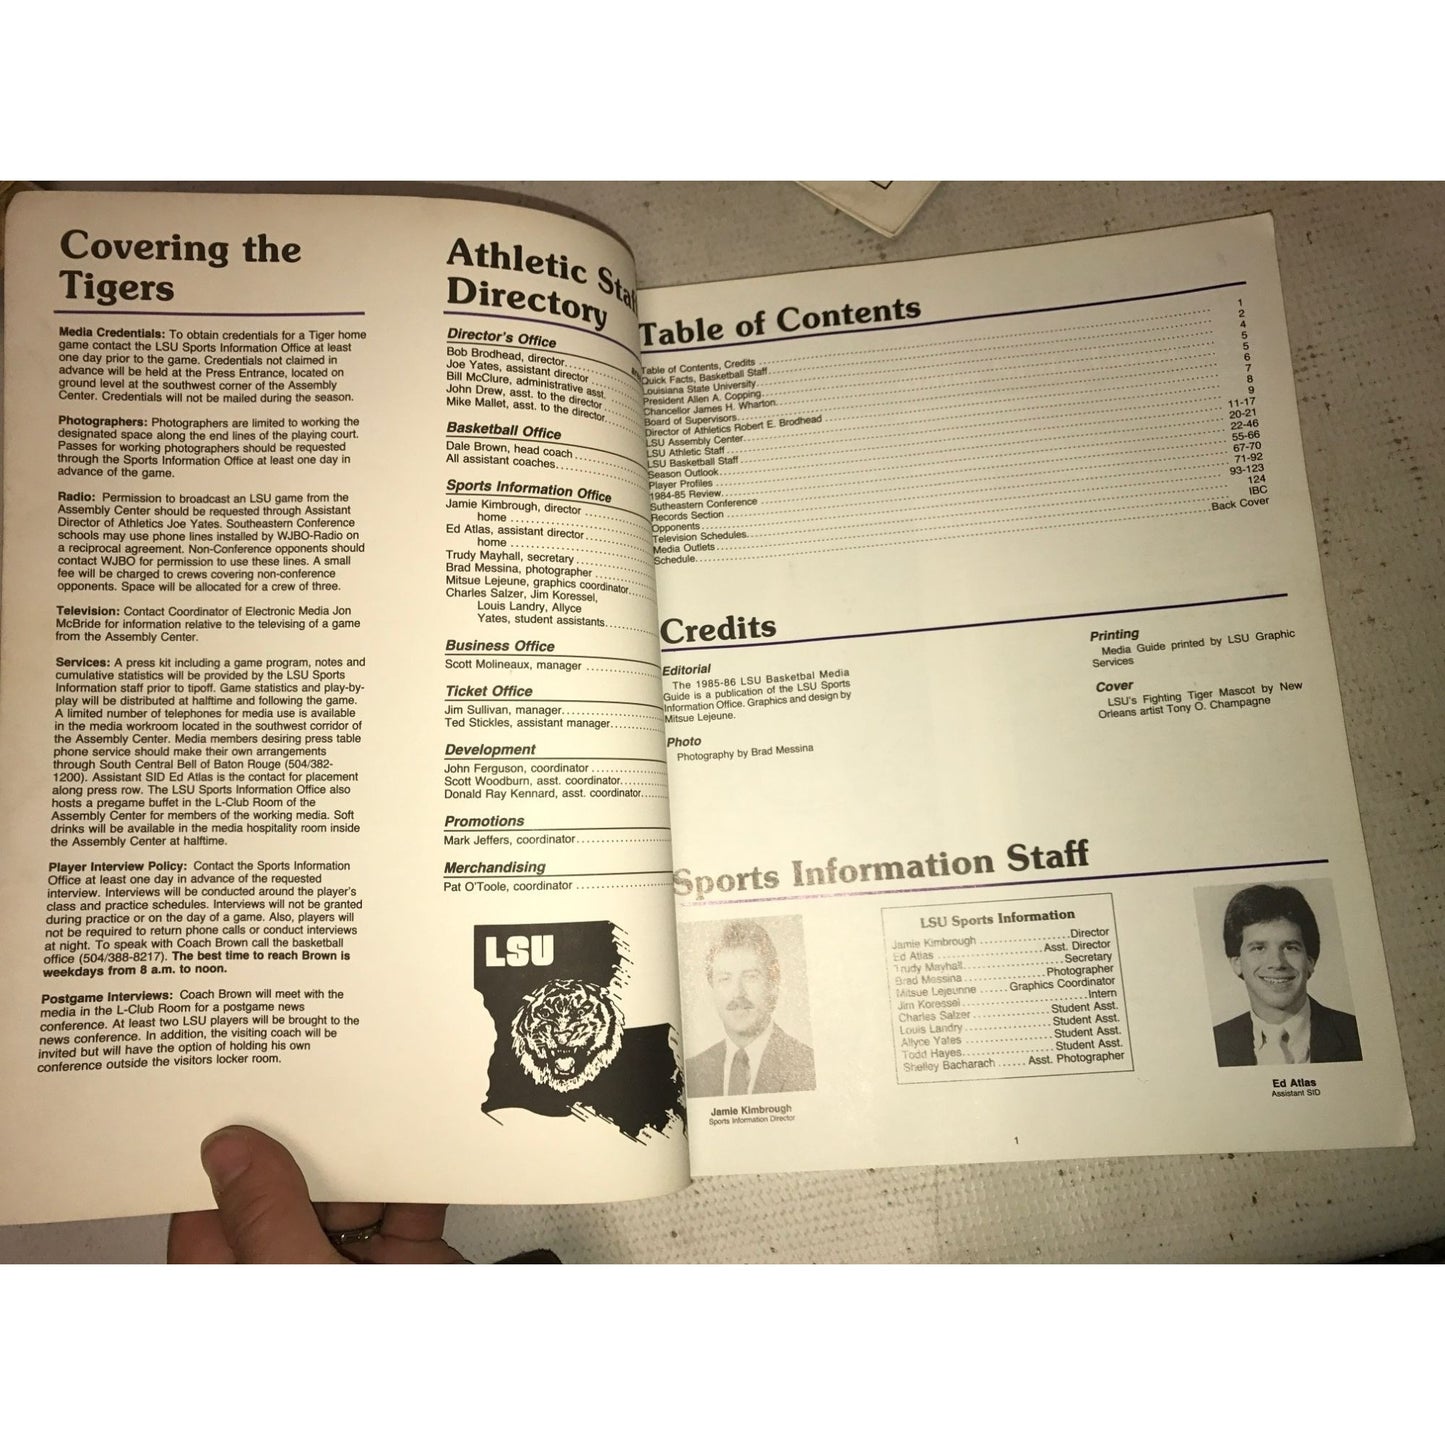 Covering the
Tigers
Media Credentials: To obtain credentials for a Tiger home
game contact the LSU Sports Information Office at least
one day prior to the game. Credentials not claimed in
advance will be held at the Press Entrance, located on
ground level at the southwest corner of the Assembly
Center. Credentials will not be mailed during the season.
Photographers: Photographers are limited to working the
designated space along the end lines of the playing court.
Passes for working photographers should be requested
through the Sports Information Office at least one day in
advance of the game.
Radio: Permission to broadcast an LSU game from the
Assembly Center should be requested through Assistant
Director of Athletics Joe Yates. Southeastern Conference
schools may use phone lines installed by WJBO-Radio on
a reciprocal agreement. Non-Conference opponents should
contact WJBO for permission to use these lines. A small
fee will be charged to crews covering non-conference
opponents. Space will be allocated for a crew of three.
Television: Contact Coordinator of Electronic Media Jon
McBride for information relative to the televising of a game
from the Assembly Center.
Services: A press kit including a game program, notes and
cumulative statistics will be provided by the LSU Sports
Information staff prior to tipoff. Game statistics and play-by-
play will be distributed at halftime and following the game.
A limited number of telephones for media use is available
in the media workroom located in the southwest corridor of
the Assembly Center. Media members desiring press table
phone service should make their own arrangements
through South Central Bell of Baton Rouge (504/382-
1200). Assistant SID Ed Atlas is the contact for placement
along press row. The LSU Sports Information Office also
hosts a pregame buffet in the L-Club Room of the
Assembly Center for members of the working media. Soft
drinks will be available in the media hospitality room inside
the Assembly Center at halftime.
Player Interview Policy: Contact the Sports Information
Office at least one day in advance of the requested
interview. Interviews will be conducted around the player's
class and practice schedules. Interviews will not be granted
during practice or on the day of a game. Also, players will
not be required to return phone calls or conduct interviews
at night. To speak with Coach Brown call the basketball
office (504/388-8217). The best time to reach Brown is
weekdays from 8 a.m. to noon.
Postgame Interviews: Coach Brown will meet with the
media in the L-Club Room for a postgame news
conference. At least two LSU players will be brought to the
news conference. In addition, the visiting coach will be
invited but will have the option of holding his own
conference outside the visitors locker room.
Athletic Staf
Directory
Director's Office
Bob Brodhead, director
Joe Yates, assistant director
Bill McClure, administrative asst.
John Drew, asst. to the director
Mike Mallet, asst. to the director
Basketball Office
Dale Brown, head coach
All assistant coaches
Sports Information Office
Jamie Kimbrough, director
home
Ed Atlas, assistant director
home
Trudy Mayhall, secretary
Brad Messina, photographer
Mitsue Lejeune, graphics coordinator
Charles Salzer, Jim Koressel,
Louis Landry, Allyce
Yates, student assistants
Business Office
Scott Molineaux, manager
Ticket Office
Jim Sullivan, manager
Ted Stickles, assistant manager
Development
John Ferguson, coordinator
Scott Woodburn, asst. coordinator
Donald Ray Kennard, asst. coordinator
Promotions
Mark Jeffers, coordinator
Merchandising
Pat O'Toole, coordinator
LSU
Table of Contents
Table of Contents, Credits 1
Quick Facts, Basketball Staff 2
Louisiana State University 4
President Allen A. Copping 5
Chancellor James H. Wharton 5
Board of Supervisors 6
Director of Athletics Robert E. Brodhead 7
LSU Assembly Center 8
LSU Athletic Staff 9
LSU Basketball Staff 11-17
Season Outlook 20-21
Player Profiles 22-46
1984-85 Review 55-66
Sutheastern Conference 67-70
Records Section 71-92
Opponents 93-123
Television Schedules 124
Media Outlets IBC
Schedule Back Cover
Credits
Editorial
The 1985-86 LSU Basketbal Media
Guide is a publication of the LSU Sports
Information Office. Graphics and design by
Mitsue Lejeune.
Photo
Photography by Brad Messina
Printing
Media Guide printed by LSU Graphic
Services
Cover
LSU's Fighting Tiger Mascot by New
Orleans artist Tony O. Champagne
Sports Information Staff
Jamie Kimbrough
Sports Information Director
LSU Sports Information
Jamie Kimbrough Director
Ed Atlas Asst. Director
Trudy Mayhall Secretary
Brad Messina Photographer
Mitsue Lejeunne Graphics Coordinator
Jim Koressel Intern
Charles Salzer Student Asst.
Louis Landry Student Asst.
Allyce Yates Student Asst.
Todd Hayes Student Asst.
Shelley Bacharach Asst. Photographer
Ed Atlas
Assistant SID
1